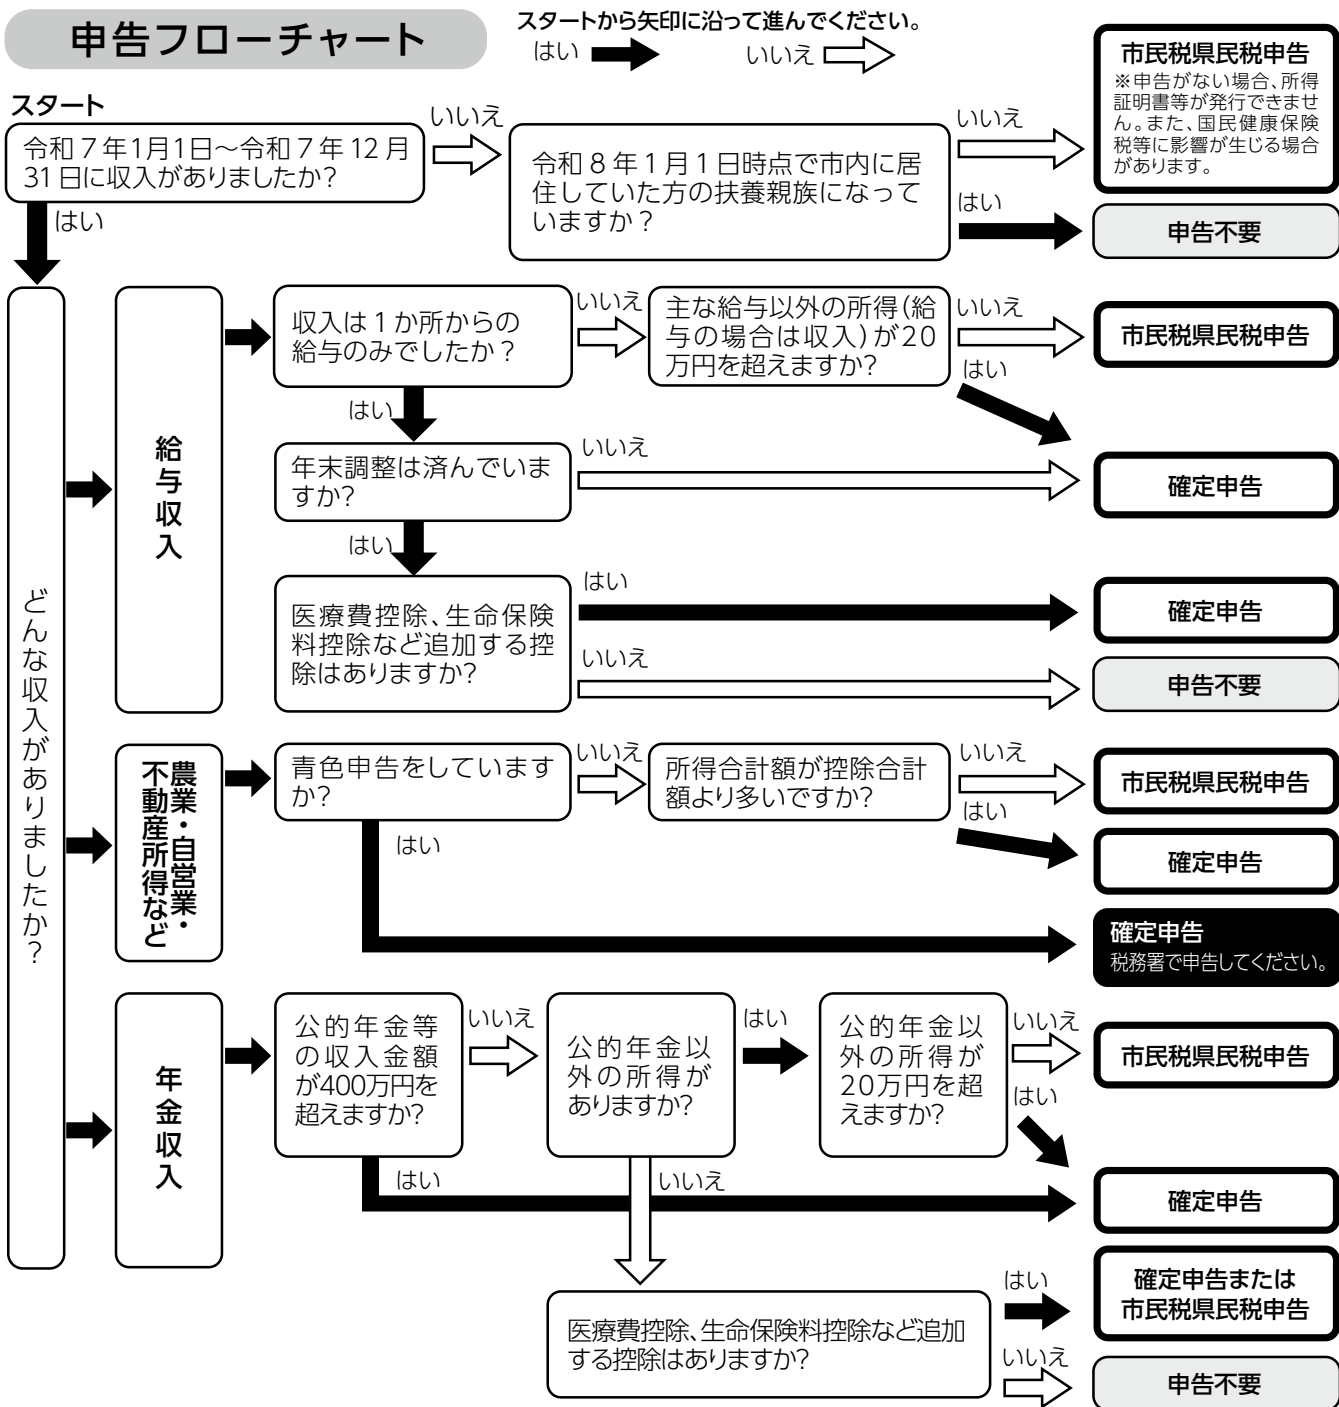 申告フローチャート
スタートから矢印に沿って進んでください。
はい いいえ
スタート
令和７年1月1日～令和７年12月
31日に収入がありましたか？
いいえ
はい
令和８年１月１日時点で市内に居
住していた方の扶養親族になって
いますか？
いいえ
市民税県民税申告
※申告がない場合、所得
証明書等が発行できませ
ん。また、国民健康保険
税等に影響が生じる場合
があります。
はい
申告不要
どんな収入がありましたか？
給与収入
収入は１か所からの
給与のみでしたか？
いいえ
主な給与以外の所得（給
与の場合は収入）が20
万円を超えますか？
いいえ
市民税県民税申告
はい
はい
年末調整は済んでいま
すか？
いいえ
確定申告
はい
医療費控除、生命保険
料控除など追加する控
除はありますか？
はい
確定申告
いいえ
申告不要
農業・自営業・
不動産所得など
青色申告をしています
か？
いいえ
所得合計額が控除合計
額より多いですか？
いいえ
市民税県民税申告
はい
確定申告
はい
確定申告
税務署で申告してください。
年金収入
公的年金等
の収入金額
が400万円を
超えますか？
いいえ
公的年金以
外の所得が
ありますか？
はい
公的年金以
外の所得が
20万円を超
えますか？
いいえ
市民税県民税申告
はい
はい
確定申告
いいえ
医療費控除、生命保険料控除など追加
する控除はありますか？
はい
確定申告または
市民税県民税申告
いいえ
申告不要